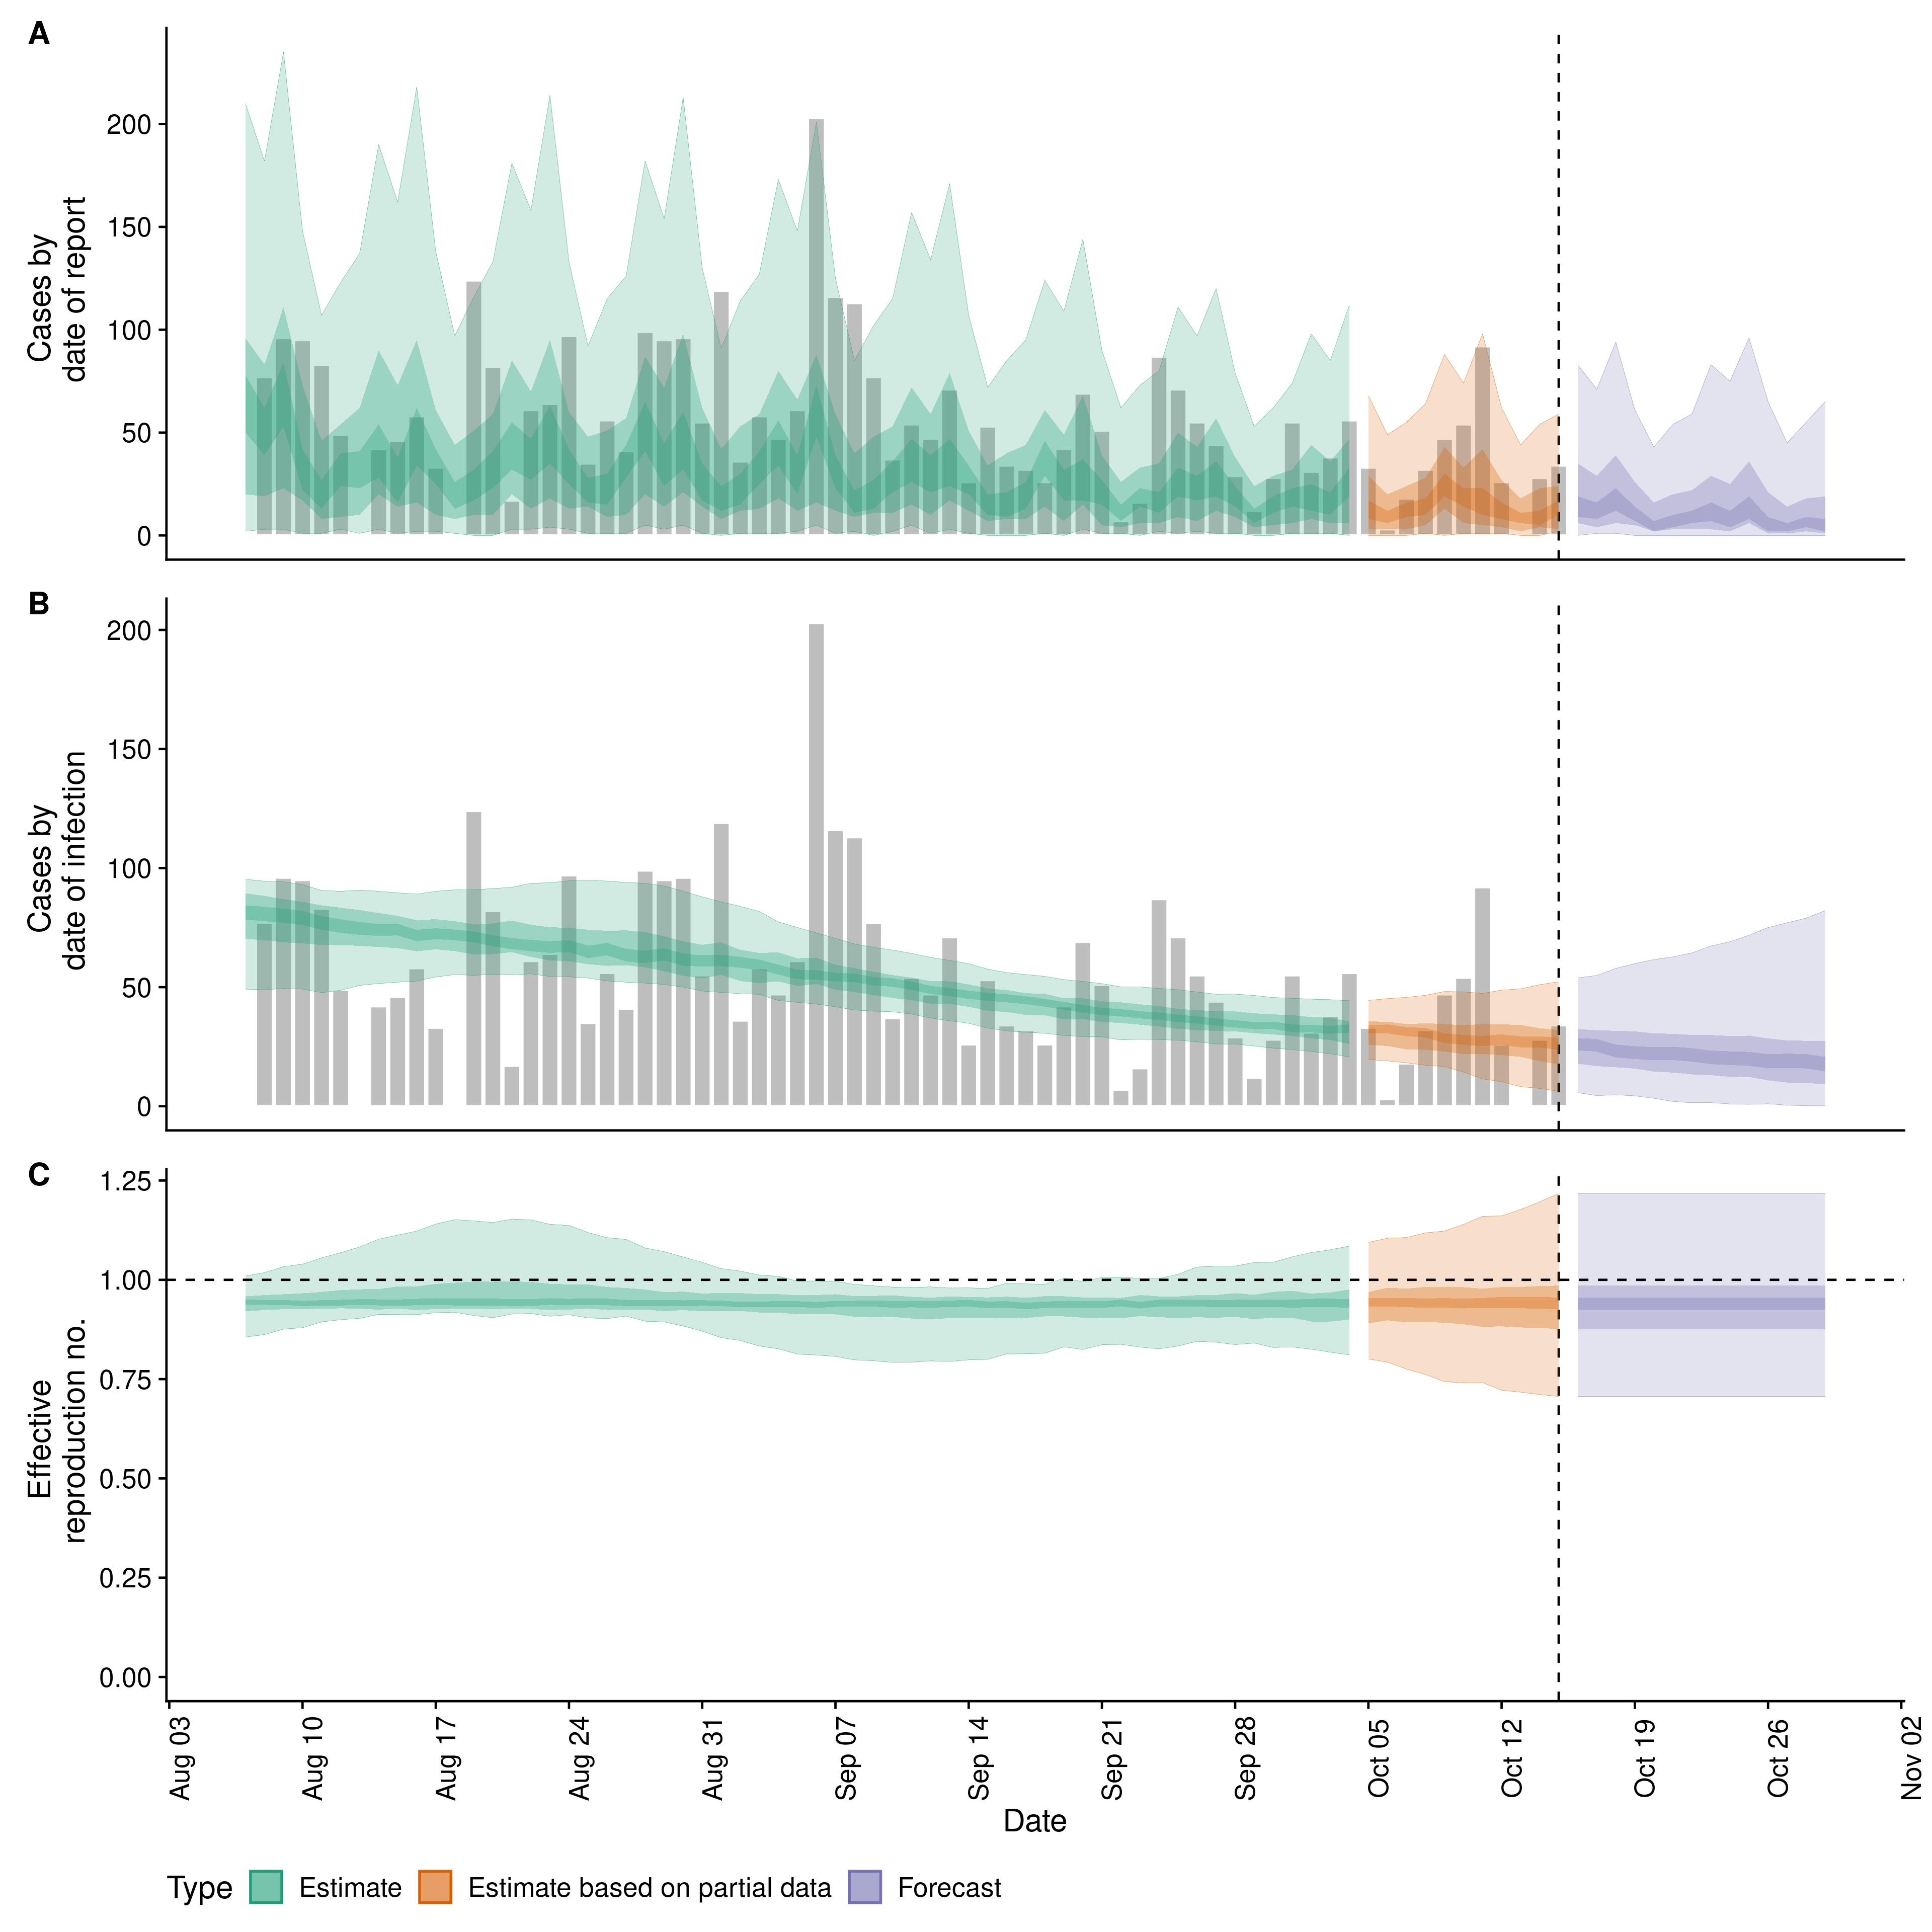 A
Cases by
date of report
200
150
100
50
0
B
Cases by
date of infection
200
150
100
50
0
C
Effective
reproduction no.
1.25
1.00
0.75
0.50
0.25
0.00
Aug 03
Aug 10
Aug 17
Aug 24
Aug 31
Sep 07
Sep 14
Sep 21
Sep 28
Oct 05
Oct 12
Oct 19
Oct 26
Nov 02
Date
Type Estimate Estimate based on partial data Forecast